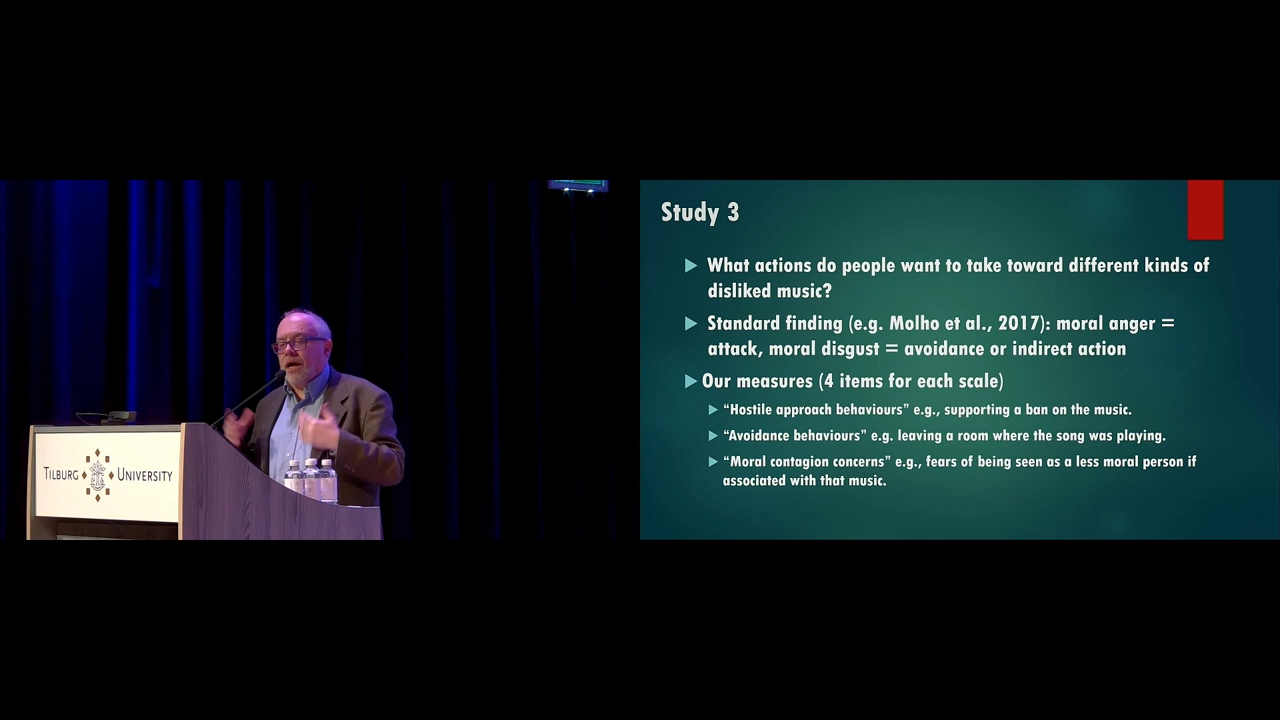 TILBURG UNIVERSITY
Study 3
What actions do people want to take toward different kinds of
disliked music?
Standard finding (e.g. Molho et al., 2017): moral anger =
attack, moral disgust = avoidance or indirect action
Our measures (4 items for each scale)
“Hostile approach behaviours” e.g., supporting a ban on the music.
“Avoidance behaviours” e.g. leaving a room where the song was playing.
“Moral contagion concerns” e.g., fears of being seen as a less moral person if
associated with that music.